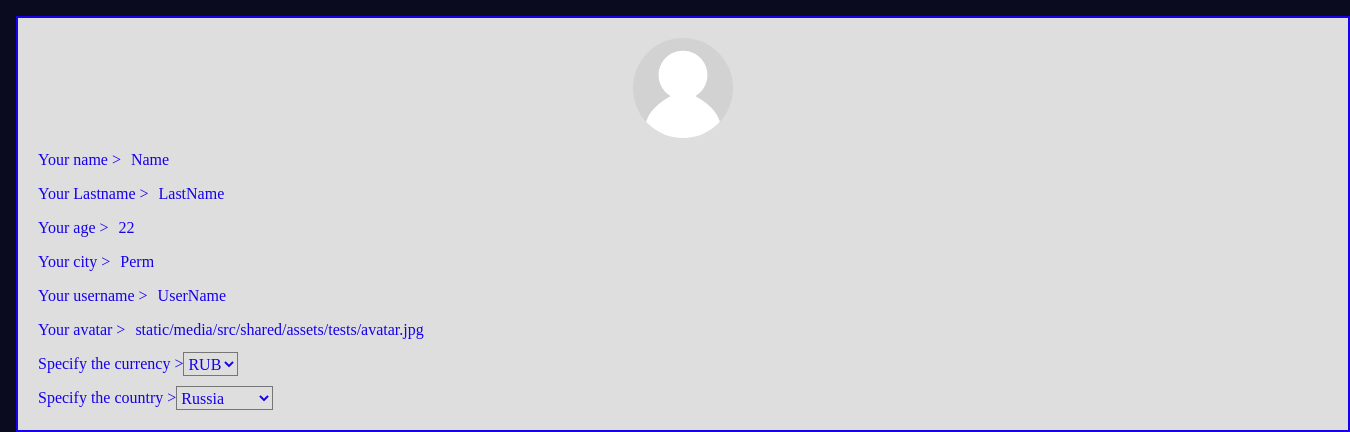 Your name > Name
Your Lastname > LastName
Your age > 22
Your city > Perm
Your username > UserName
Your avatar > static/media/src/shared/assets/tests/avatar.jpg
Specify the currency > RUB
Specify the country > Russia